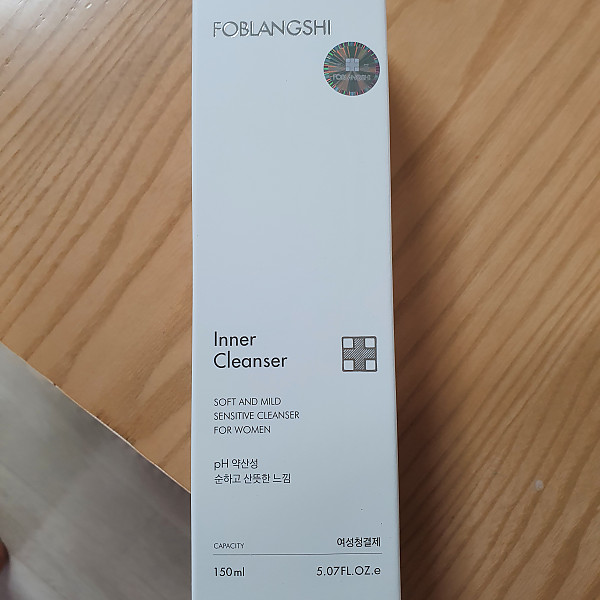 FOBLANGSHI
FOBLANGSHI
Inner
Cleanser
SOFT AND MILD
SENSITIVE CLEANSER
FOR WOMEN
pH 약산성
순하고 산뜻한 느낌
여성청결제
CAPACITY
150ml 5.07FL.OZ.e